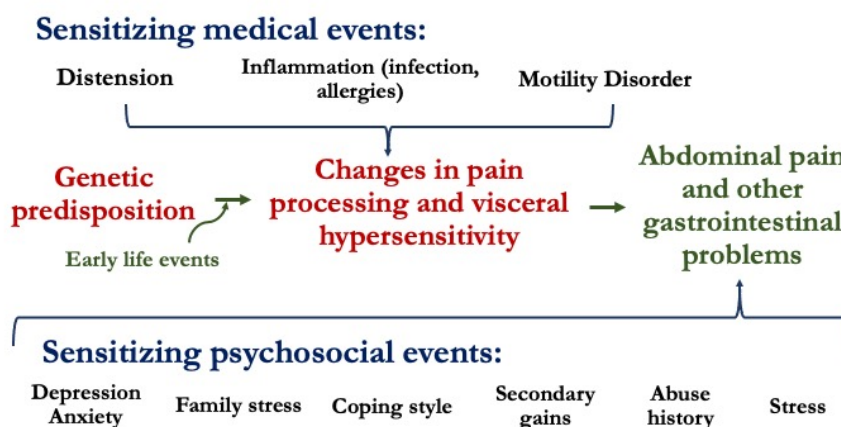 Sensitizing medical events:
Distension
Inflammation (infection,
allergies)
Motility Disorder
Genetic
predisposition
Early life events
Changes in pain
processing and visceral
hypersensitivity
Abdominal pain
and other
gastrointestinal
problems
Sensitizing psychosocial events:
Depression
Anxiety
Family stress
Coping style
Secondary
gains
Abuse
history
Stress